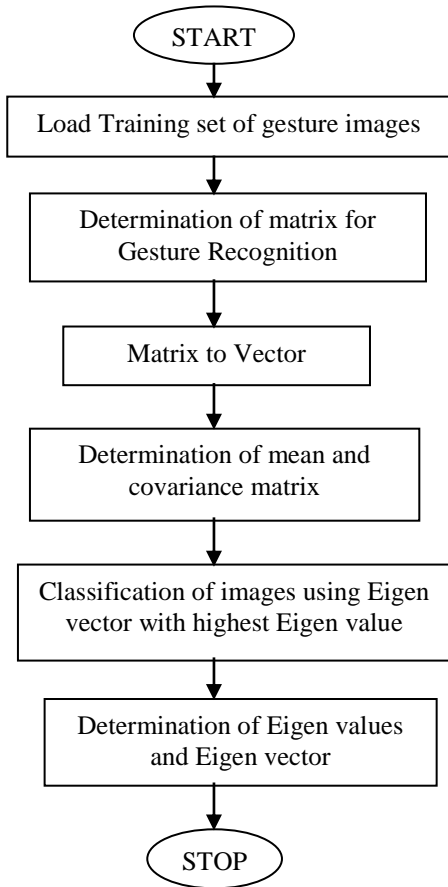 START
Load Training set of gesture images
Determination of matrix for
Gesture Recognition
Matrix to Vector
Determination of mean and
covariance matrix
Classification of images using Eigen
vector with highest Eigen value
Determination of Eigen values
and Eigen vector
STOP